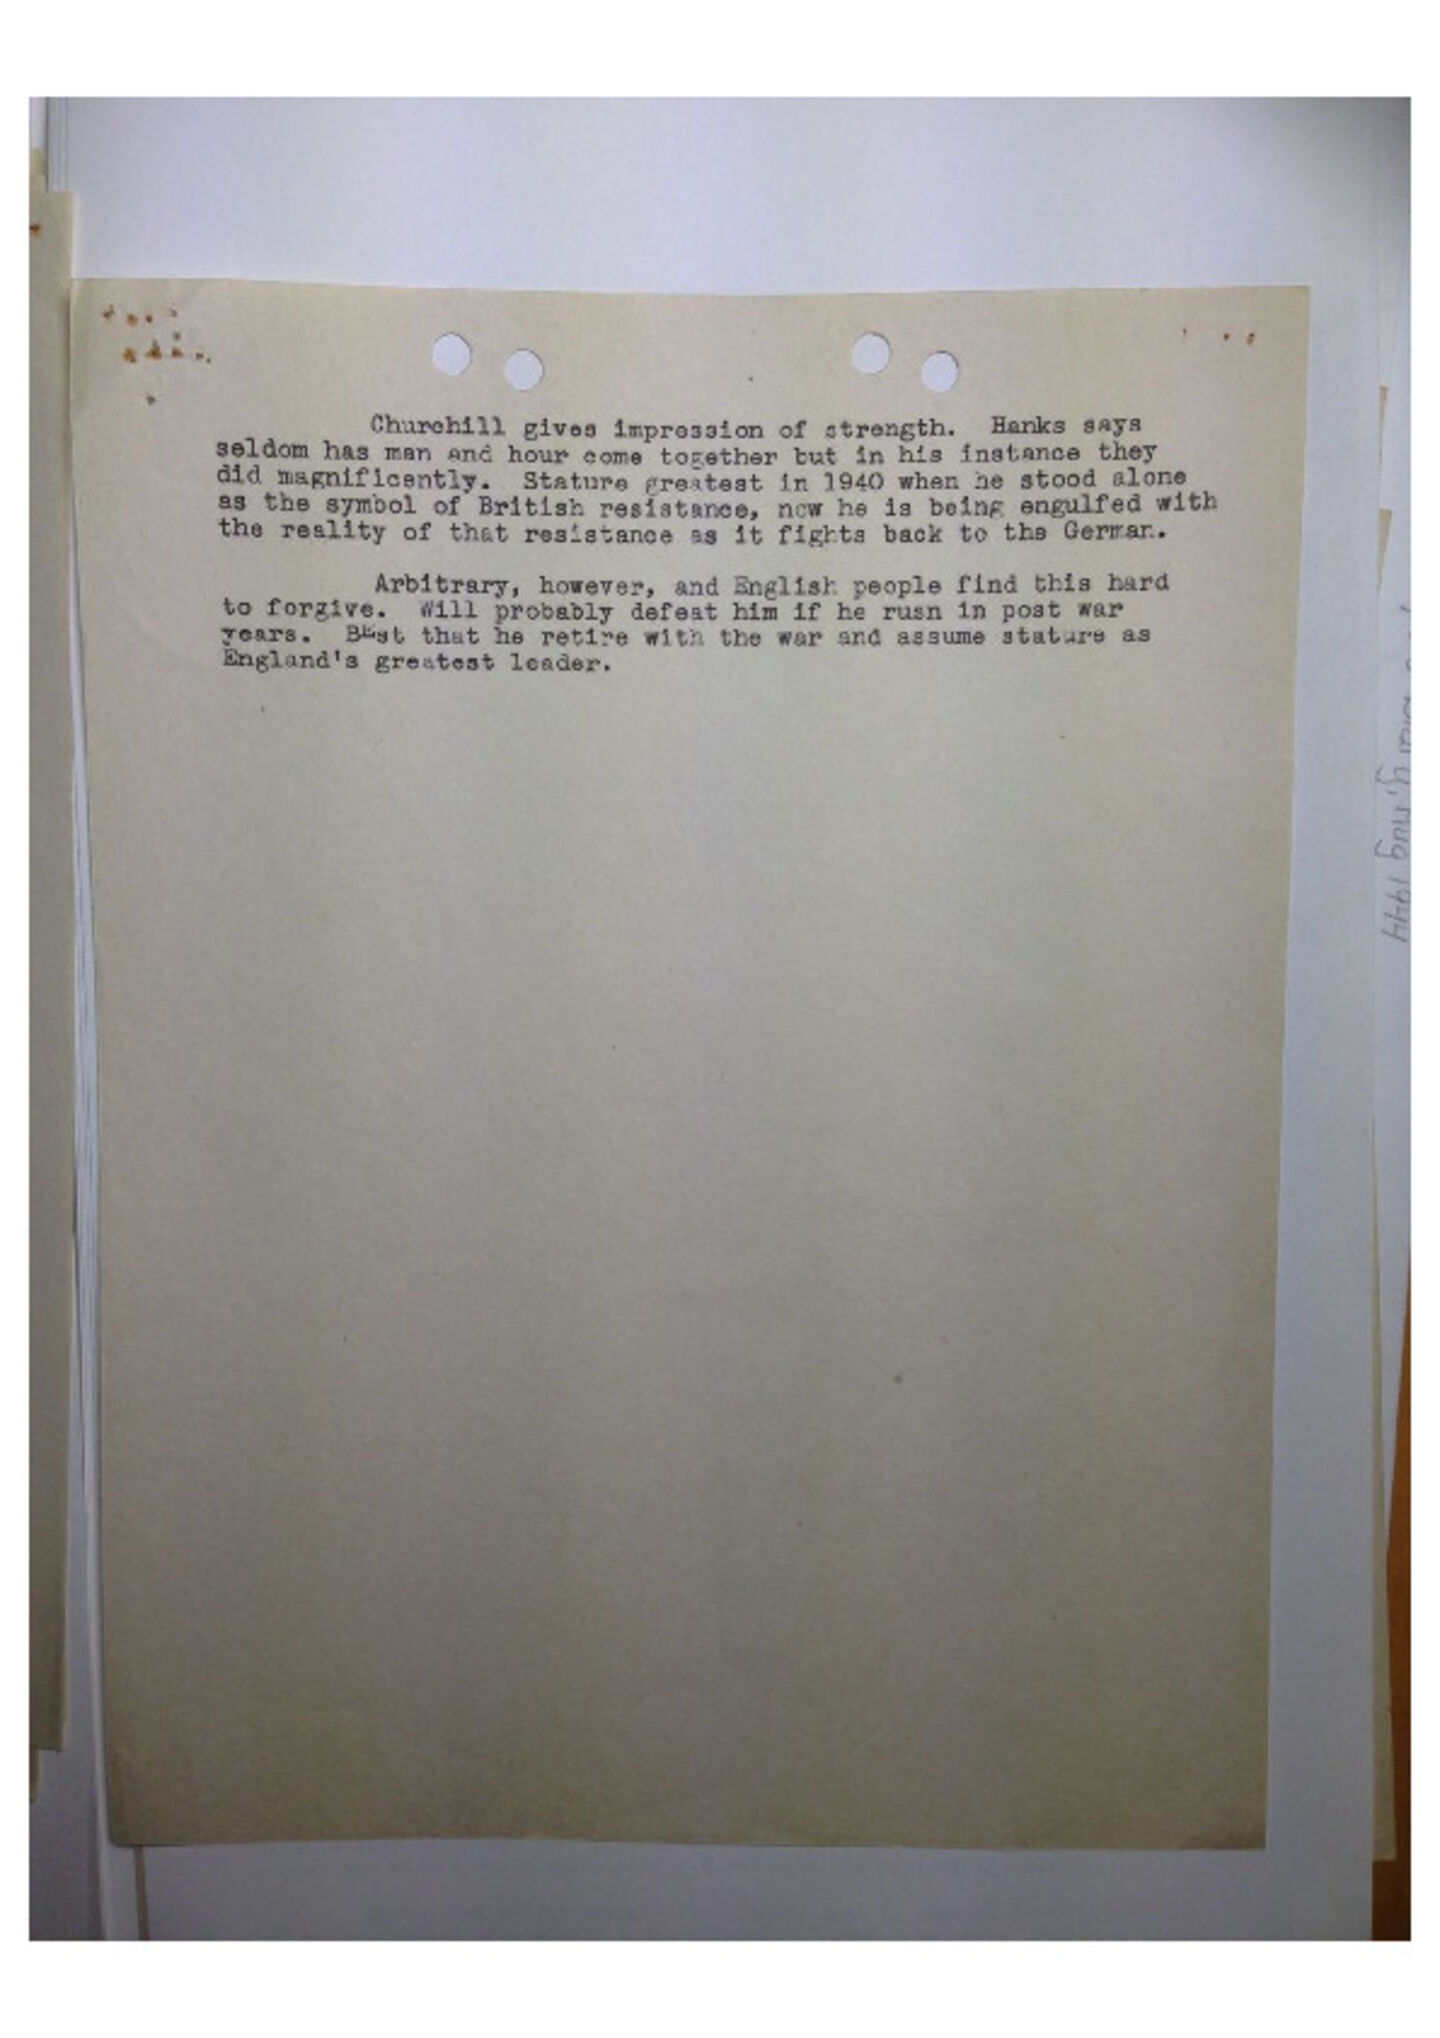 Churchill gives impression of strength. Hanks says
seldom has man and hour come together but in his instance they
did magnificently. Stature greatest in 1940 when he stood alone
as the symbol of British resistance, now he is being engulfed with
the reality of that resistance as it fights back to the German.
Arbitrary, however, and English people find this hard
to forgive. Will probably defeat him if he rusn in post war
years. BEst that he retire with the war and assume stature as
England's greatest leader.
Diary, Aug 1944